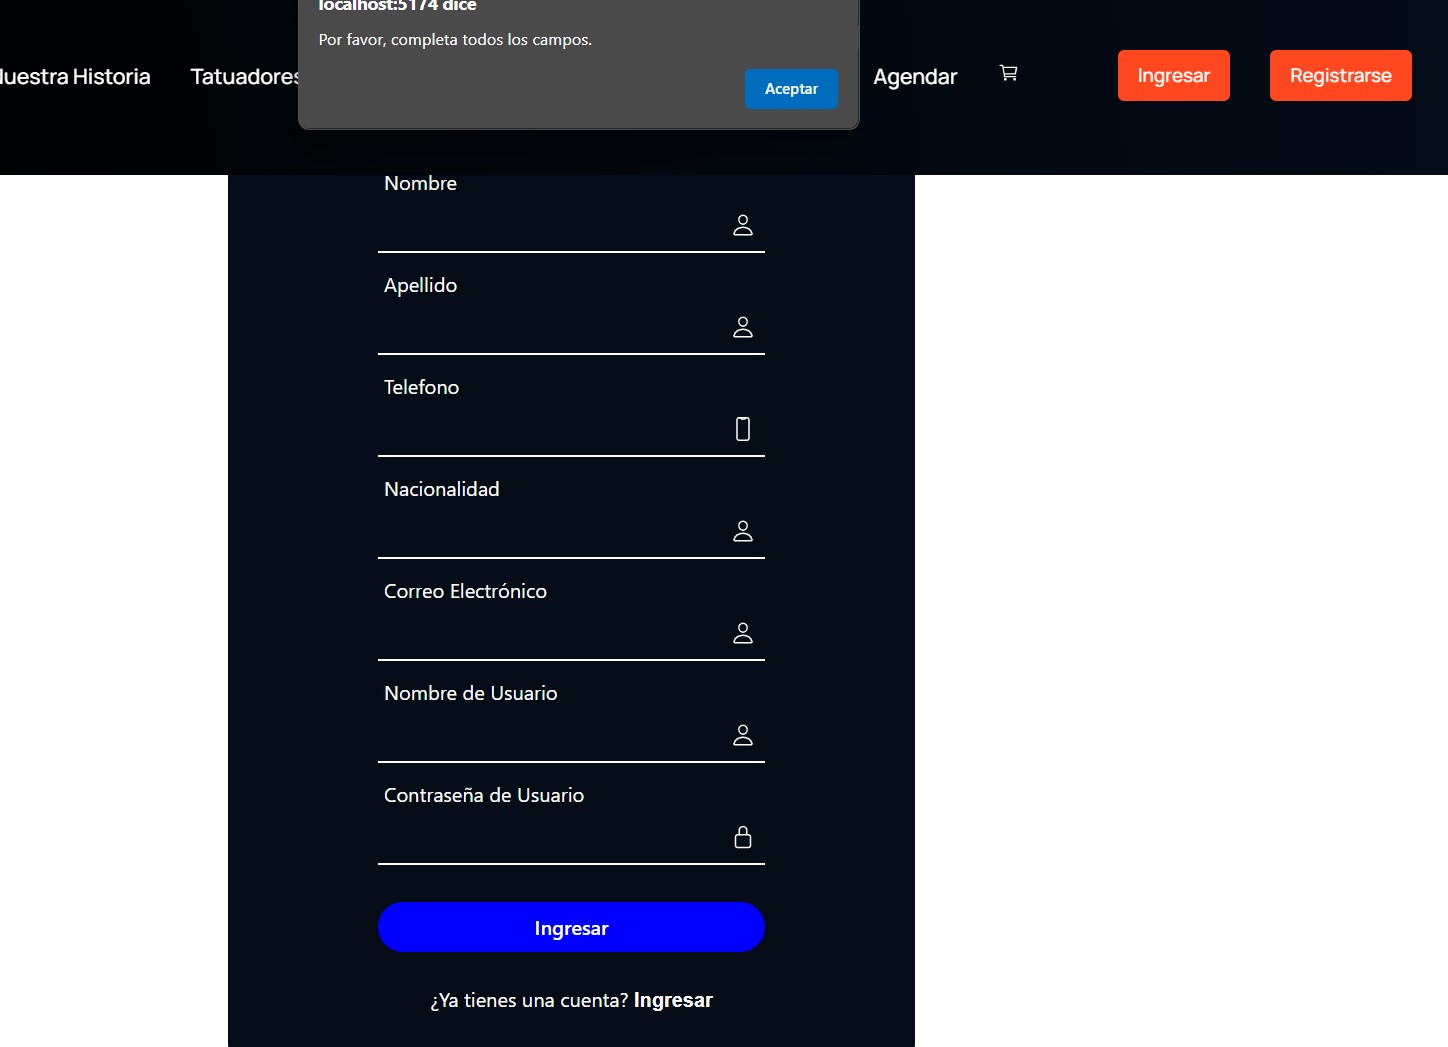 localhost:5174 dice
Por favor, completa todos los campos.
Aceptar
Nuestra Historia
Tatuadores
Agendar
Ingresar
Registrarse
Nombre
Apellido
Telefono
Nacionalidad
Correo Electrónico
Nombre de Usuario
Contraseña de Usuario
Ingresar
¿Ya tienes una cuenta? Ingresar